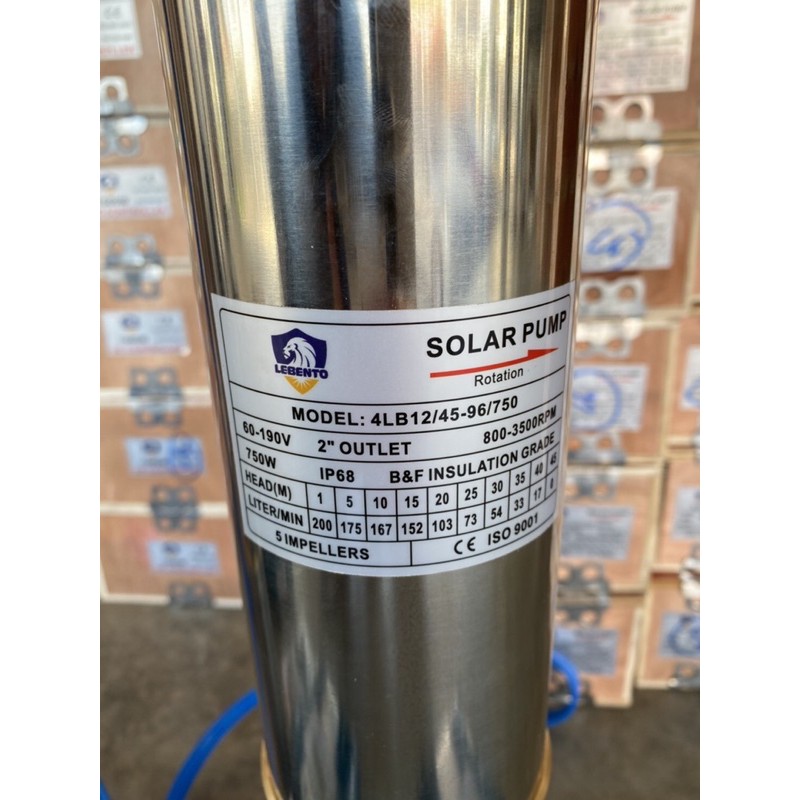 LEBENTO
SOLAR PUMP
Rotation
MODEL: 4LB12/45-96/750
60-190V 2" OUTLET 800-3500RPM
750W IP68 B&F INSULATION GRADE
HEAD(M) 1 5 10 15 20 25 30 35 40 45
LITER/MIN 200 175 167 152 103 73 54 33 17 0
5 IMPELLERS CE ISO 9001